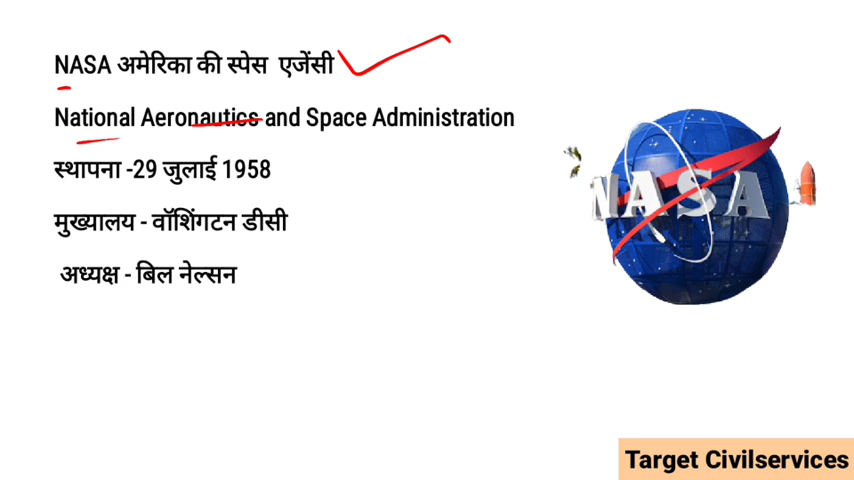 NASA अमेरिका की स्पेस एजेंसी
National Aeronautics and Space Administration
स्थापना -29 जुलाई 1958
मुख्यालय - वॉशिंगटन डीसी
अध्यक्ष - बिल नेल्सन
NASA
Target Civilservices